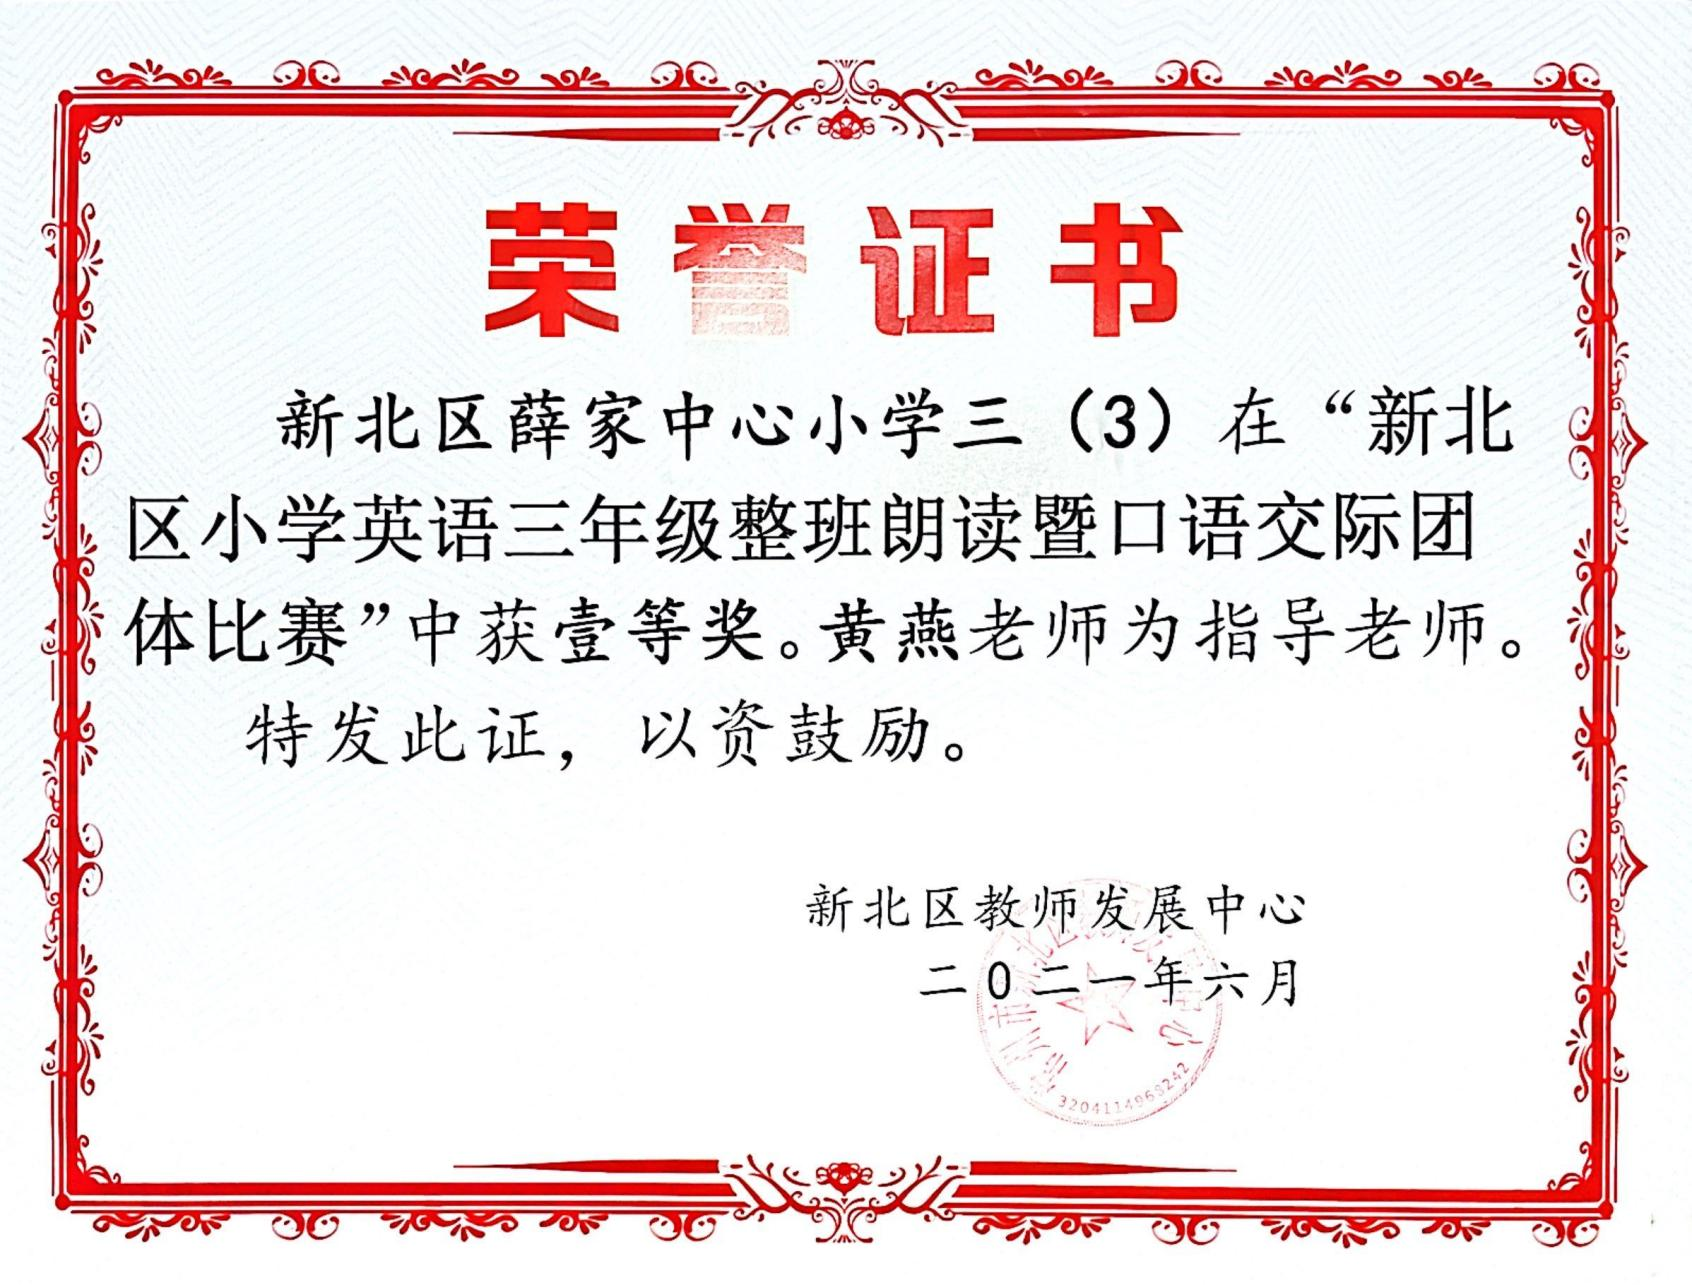 荣誉证书
新北区薛家中心小学三（3）在“新北
区小学英语三年级整班朗读暨口语交际团
体比赛”中获壹等奖。黄燕老师为指导老师。
特发此证，以资鼓励。
新北区教师发展中心
二0二一年六月
3204114968242